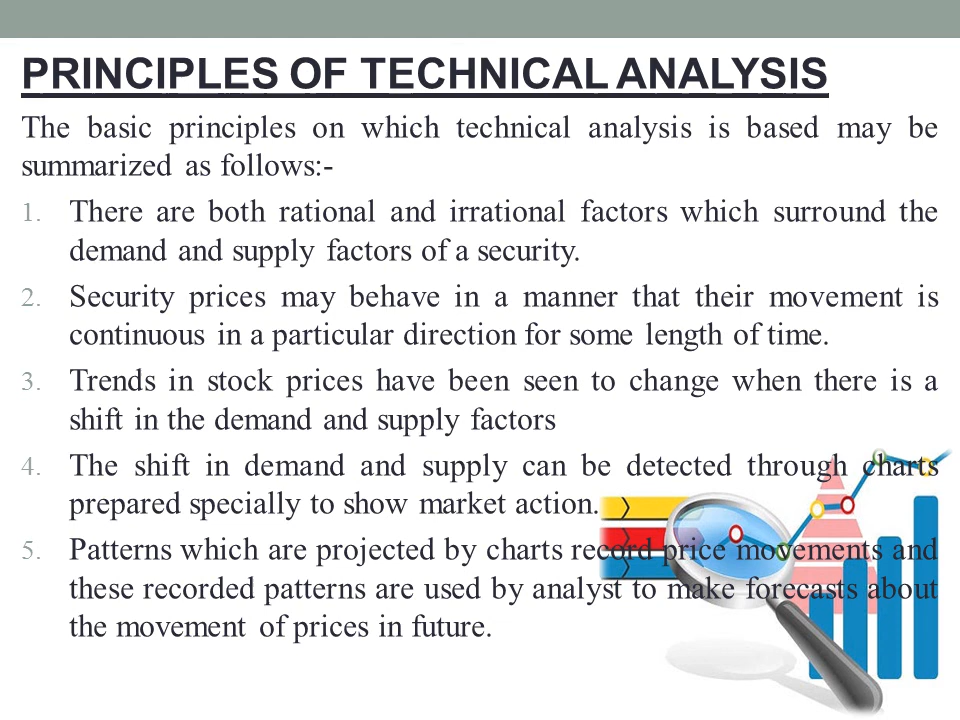 PRINCIPLES OF TECHNICAL ANALYSIS
The basic principles on which technical analysis is based may be
summarized as follows:-
1. There are both rational and irrational factors which surround the
demand and supply factors of a security.
2. Security prices may behave in a manner that their movement is
continuous in a particular direction for some length of time.
3. Trends in stock prices have been seen to change when there is a
shift in the demand and supply factors
4. The shift in demand and supply can be detected through charts
prepared specially to show market action.
5. Patterns which are projected by charts record price movements and
these recorded patterns are used by analyst to make forecasts about
the movement of prices in future.